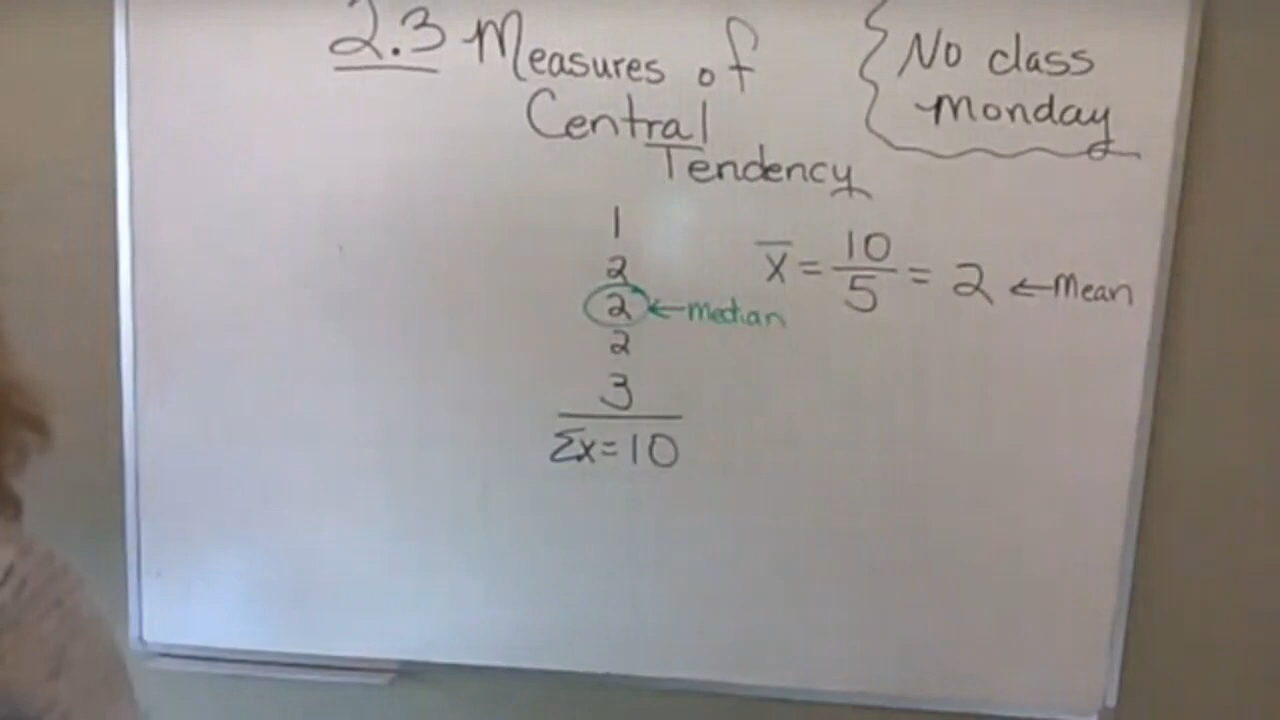 2.3 Measures of
Central
Tendency
No class
Monday
1
2
2 ← median
2
3
Σx = 10
x̄ = 10/5 = 2 ← Mean